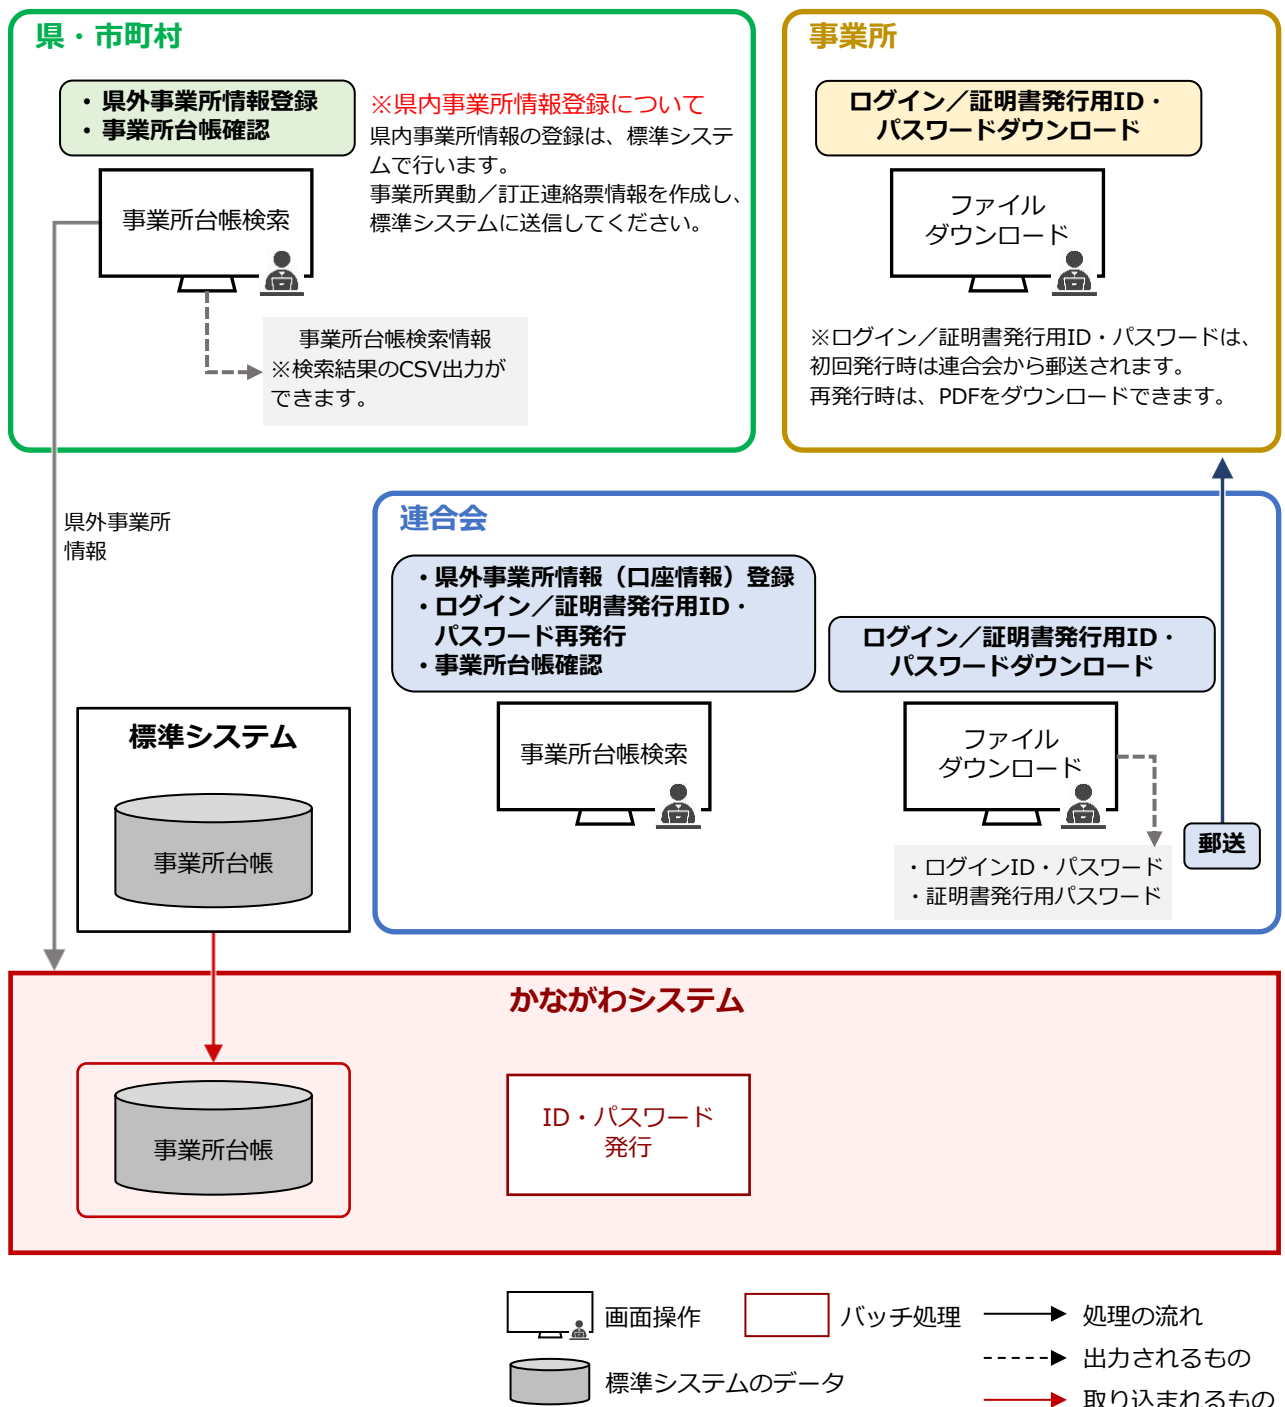 県・市町村
・県外事業所情報登録
・事業所台帳確認
※県内事業所情報登録について
県内事業所情報の登録は、標準システ
ムで行います。
事業所異動／訂正連絡票情報を作成し、
標準システムに送信してください。
事業所台帳検索
事業所台帳検索情報
※検索結果のCSV出力が
できます。
事業所
ログイン／証明書発行用ID・
パスワードダウンロード
ファイル
ダウンロード
※ログイン／証明書発行用ID・パスワードは、
初回発行時は連合会から郵送されます。
再発行時は、PDFをダウンロードできます。
県外事業所
情報
連合会
・県外事業所情報（口座情報）登録
・ログイン／証明書発行用ID・
パスワード再発行
・事業所台帳確認
事業所台帳検索
ログイン／証明書発行用ID・
パスワードダウンロード
ファイル
ダウンロード
・ログインID・パスワード
・証明書発行用パスワード
郵送
標準システム
事業所台帳
かながわシステム
事業所台帳
ID・パスワード
発行
画面操作
バッチ処理
処理の流れ
標準システムのデータ
出力されるもの
取り込まれるもの